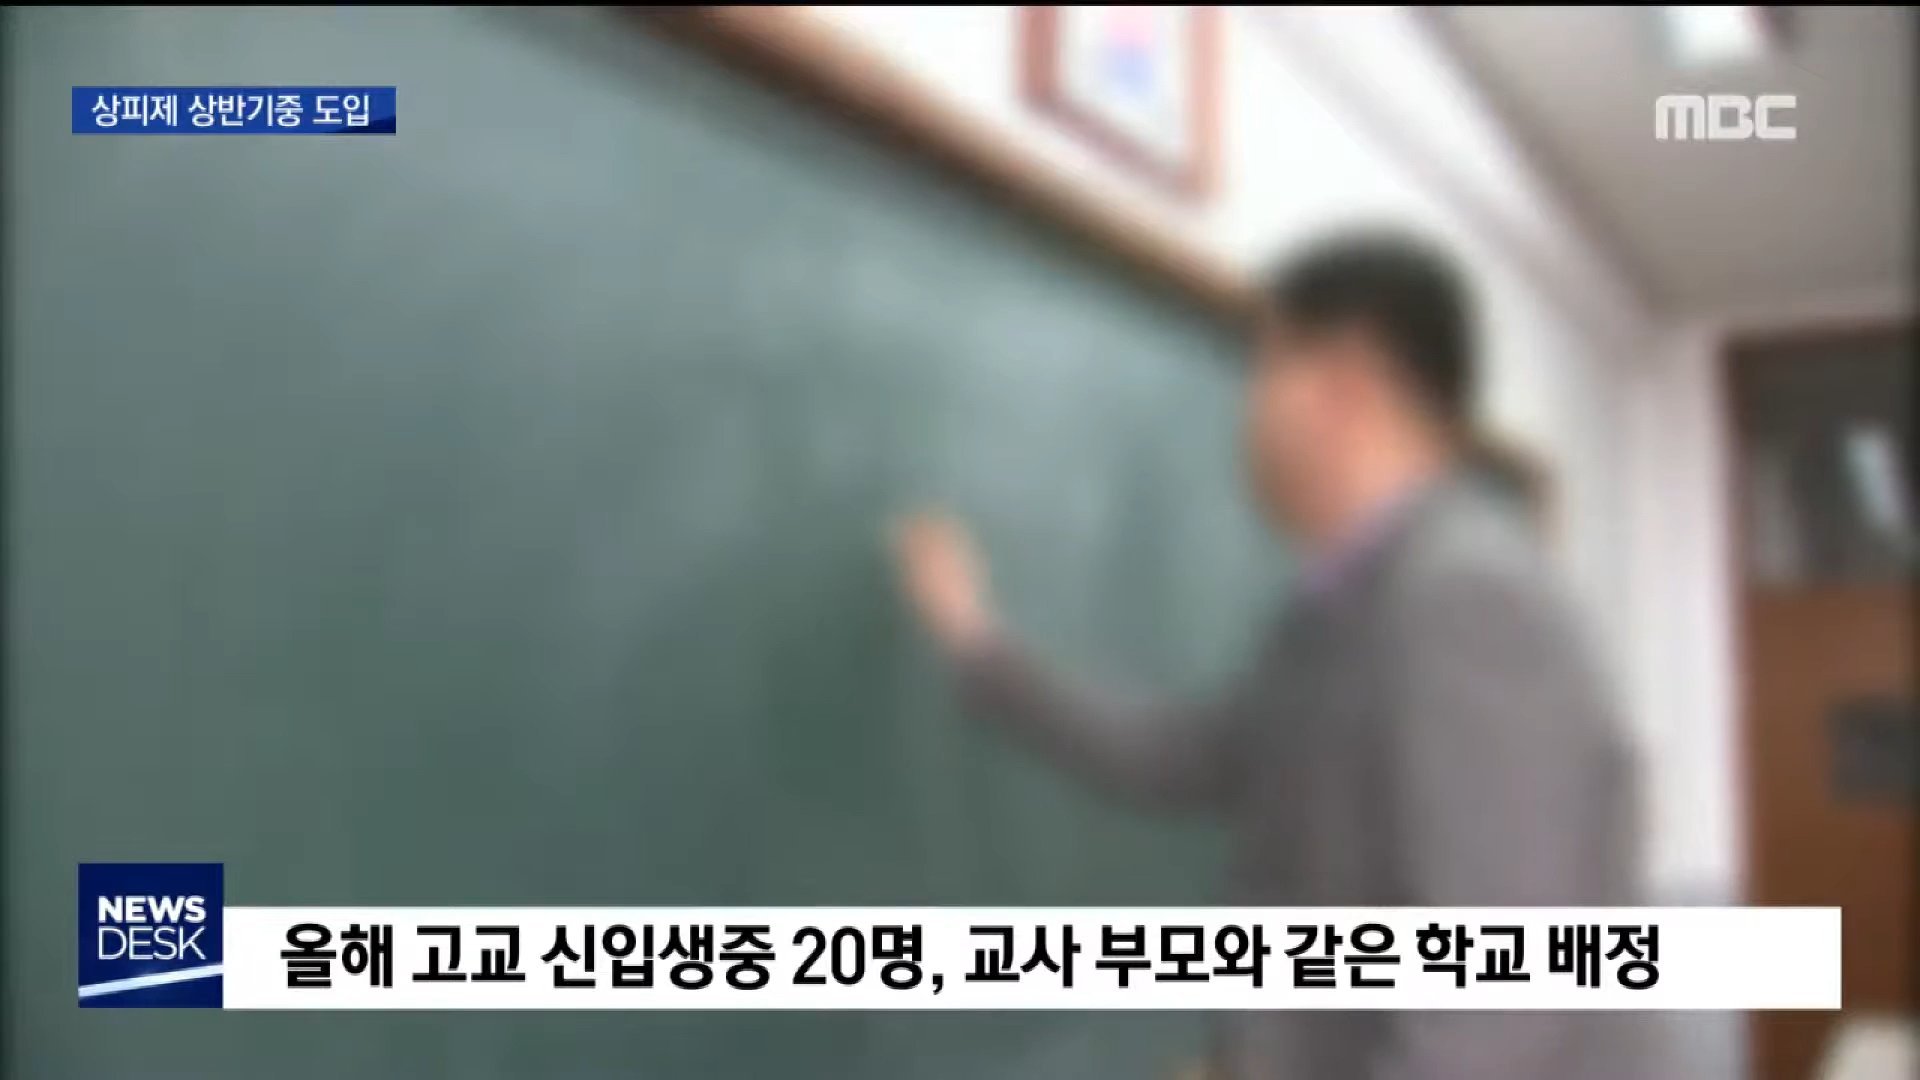 상피제 상반기중 도입
MBC
NEWS
DESK
올해 고교 신입생중 20명, 교사 부모와 같은 학교 배정